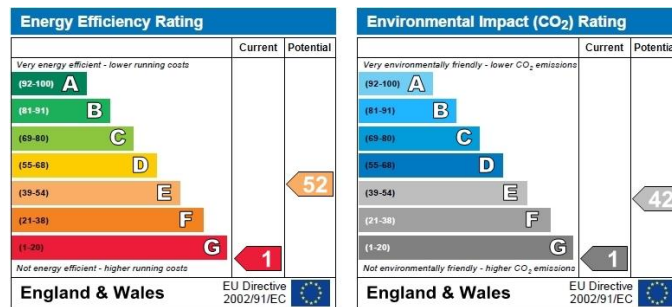 Energy Efficiency Rating
Current Potential
Very energy efficient - lower running costs
(92-100) A
(81-91) B
(69-80) C
(55-68) D
(39-54) E
(21-38) F
(1-20) G
52
1
Not energy efficient - higher running costs
England & Wales
EU Directive
2002/91/EC
Environmental Impact (CO2) Rating
Current Potential
Very environmentally friendly - lower CO2 emissions
(92-100) A
(81-91) B
(69-80) C
(55-68) D
(39-54) E
(21-38) F
(1-20) G
42
1
Not environmentally friendly - higher CO2 emissions
England & Wales
EU Directive
2002/91/EC